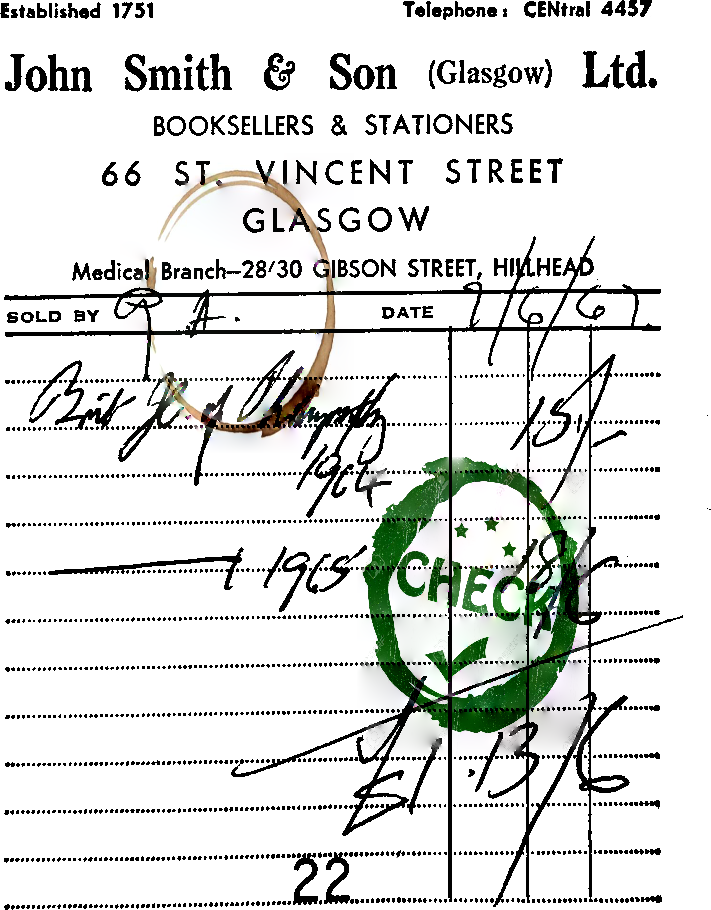 Established 1751 Telephone: CENtral 4457
John Smith & Son (Glasgow) Ltd.
BOOKSELLERS & STATIONERS
66 ST. VINCENT STREET
GLASGOW
Medical Branch—28/30 GIBSON STREET, HILLHEAD
SOLD BY P A. DATE 9/6/67.
Brit Jl of 15/-
1964
1965 18/6
CHECK
£1.13/6
22